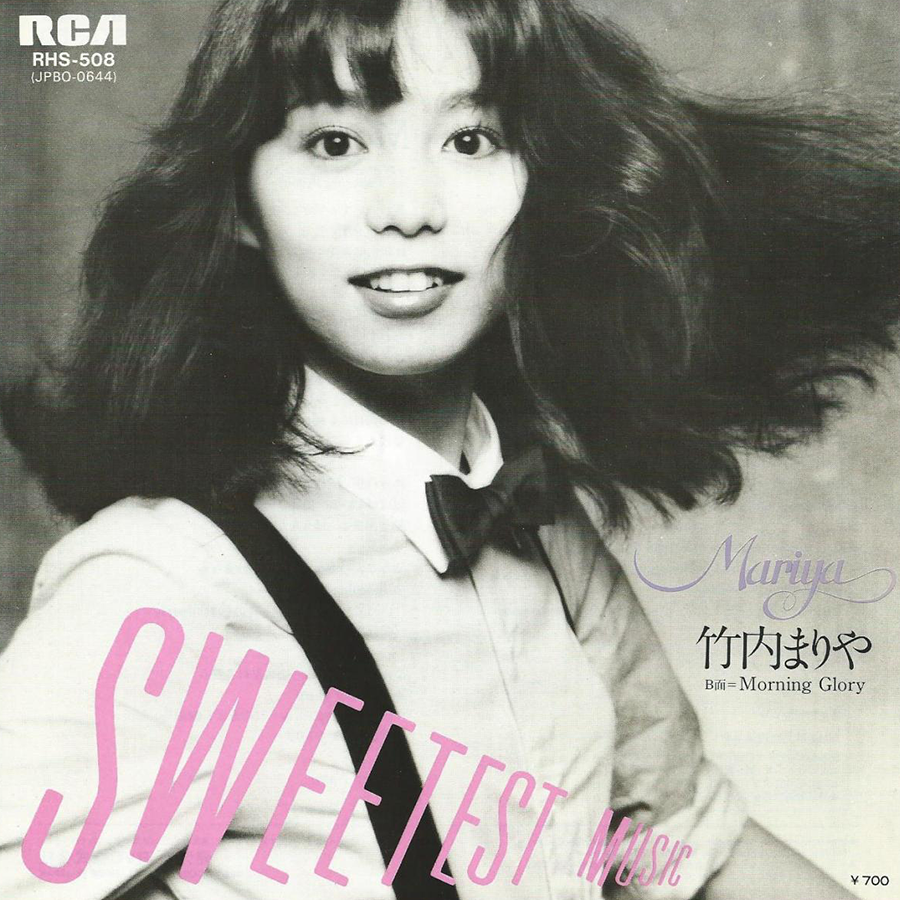 RCA
RHS-508
(JPBO-0644)
Mariya
竹内まりや
B面=Morning Glory
SWEETEST MUSIC
¥700